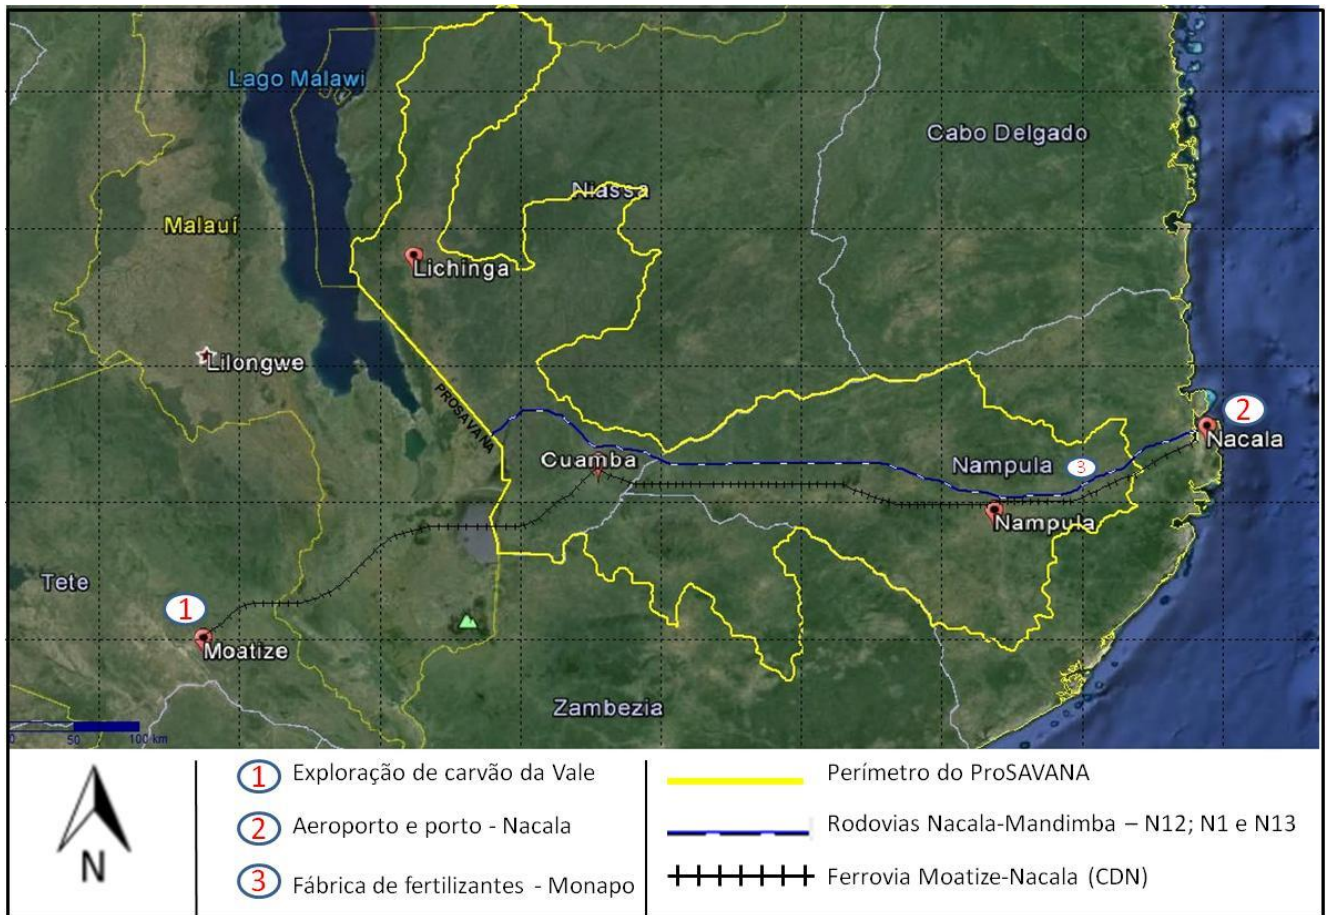 Lago Malawi
Cabo Delgado
Niassa
Malauí
Lichinga
Lilongwe
PROSAVANA
2
Nacala
Cuamba
Nampula
3
Nampula
Tete
1
Moatize
Zambezia
0 50 100 km
N
1 Exploração de carvão da Vale
2 Aeroporto e porto - Nacala
3 Fábrica de fertilizantes - Monapo
Perímetro do ProSAVANA
Rodovias Nacala-Mandimba – N12; N1 e N13
Ferrovia Moatize-Nacala (CDN)